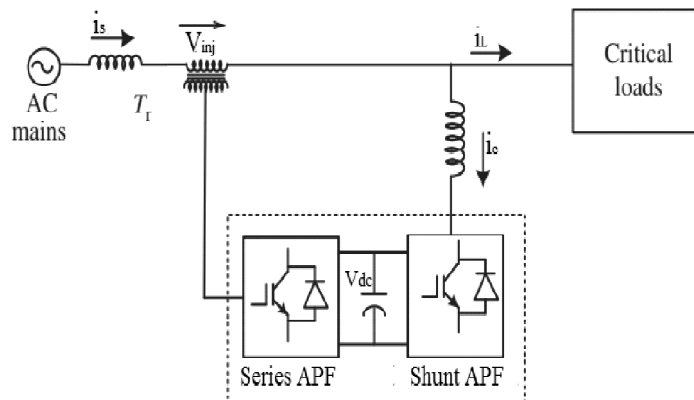 is
Vinj
iL
Critical
loads
AC
mains
Tr
ic
Vdc
Series APF
Shunt APF